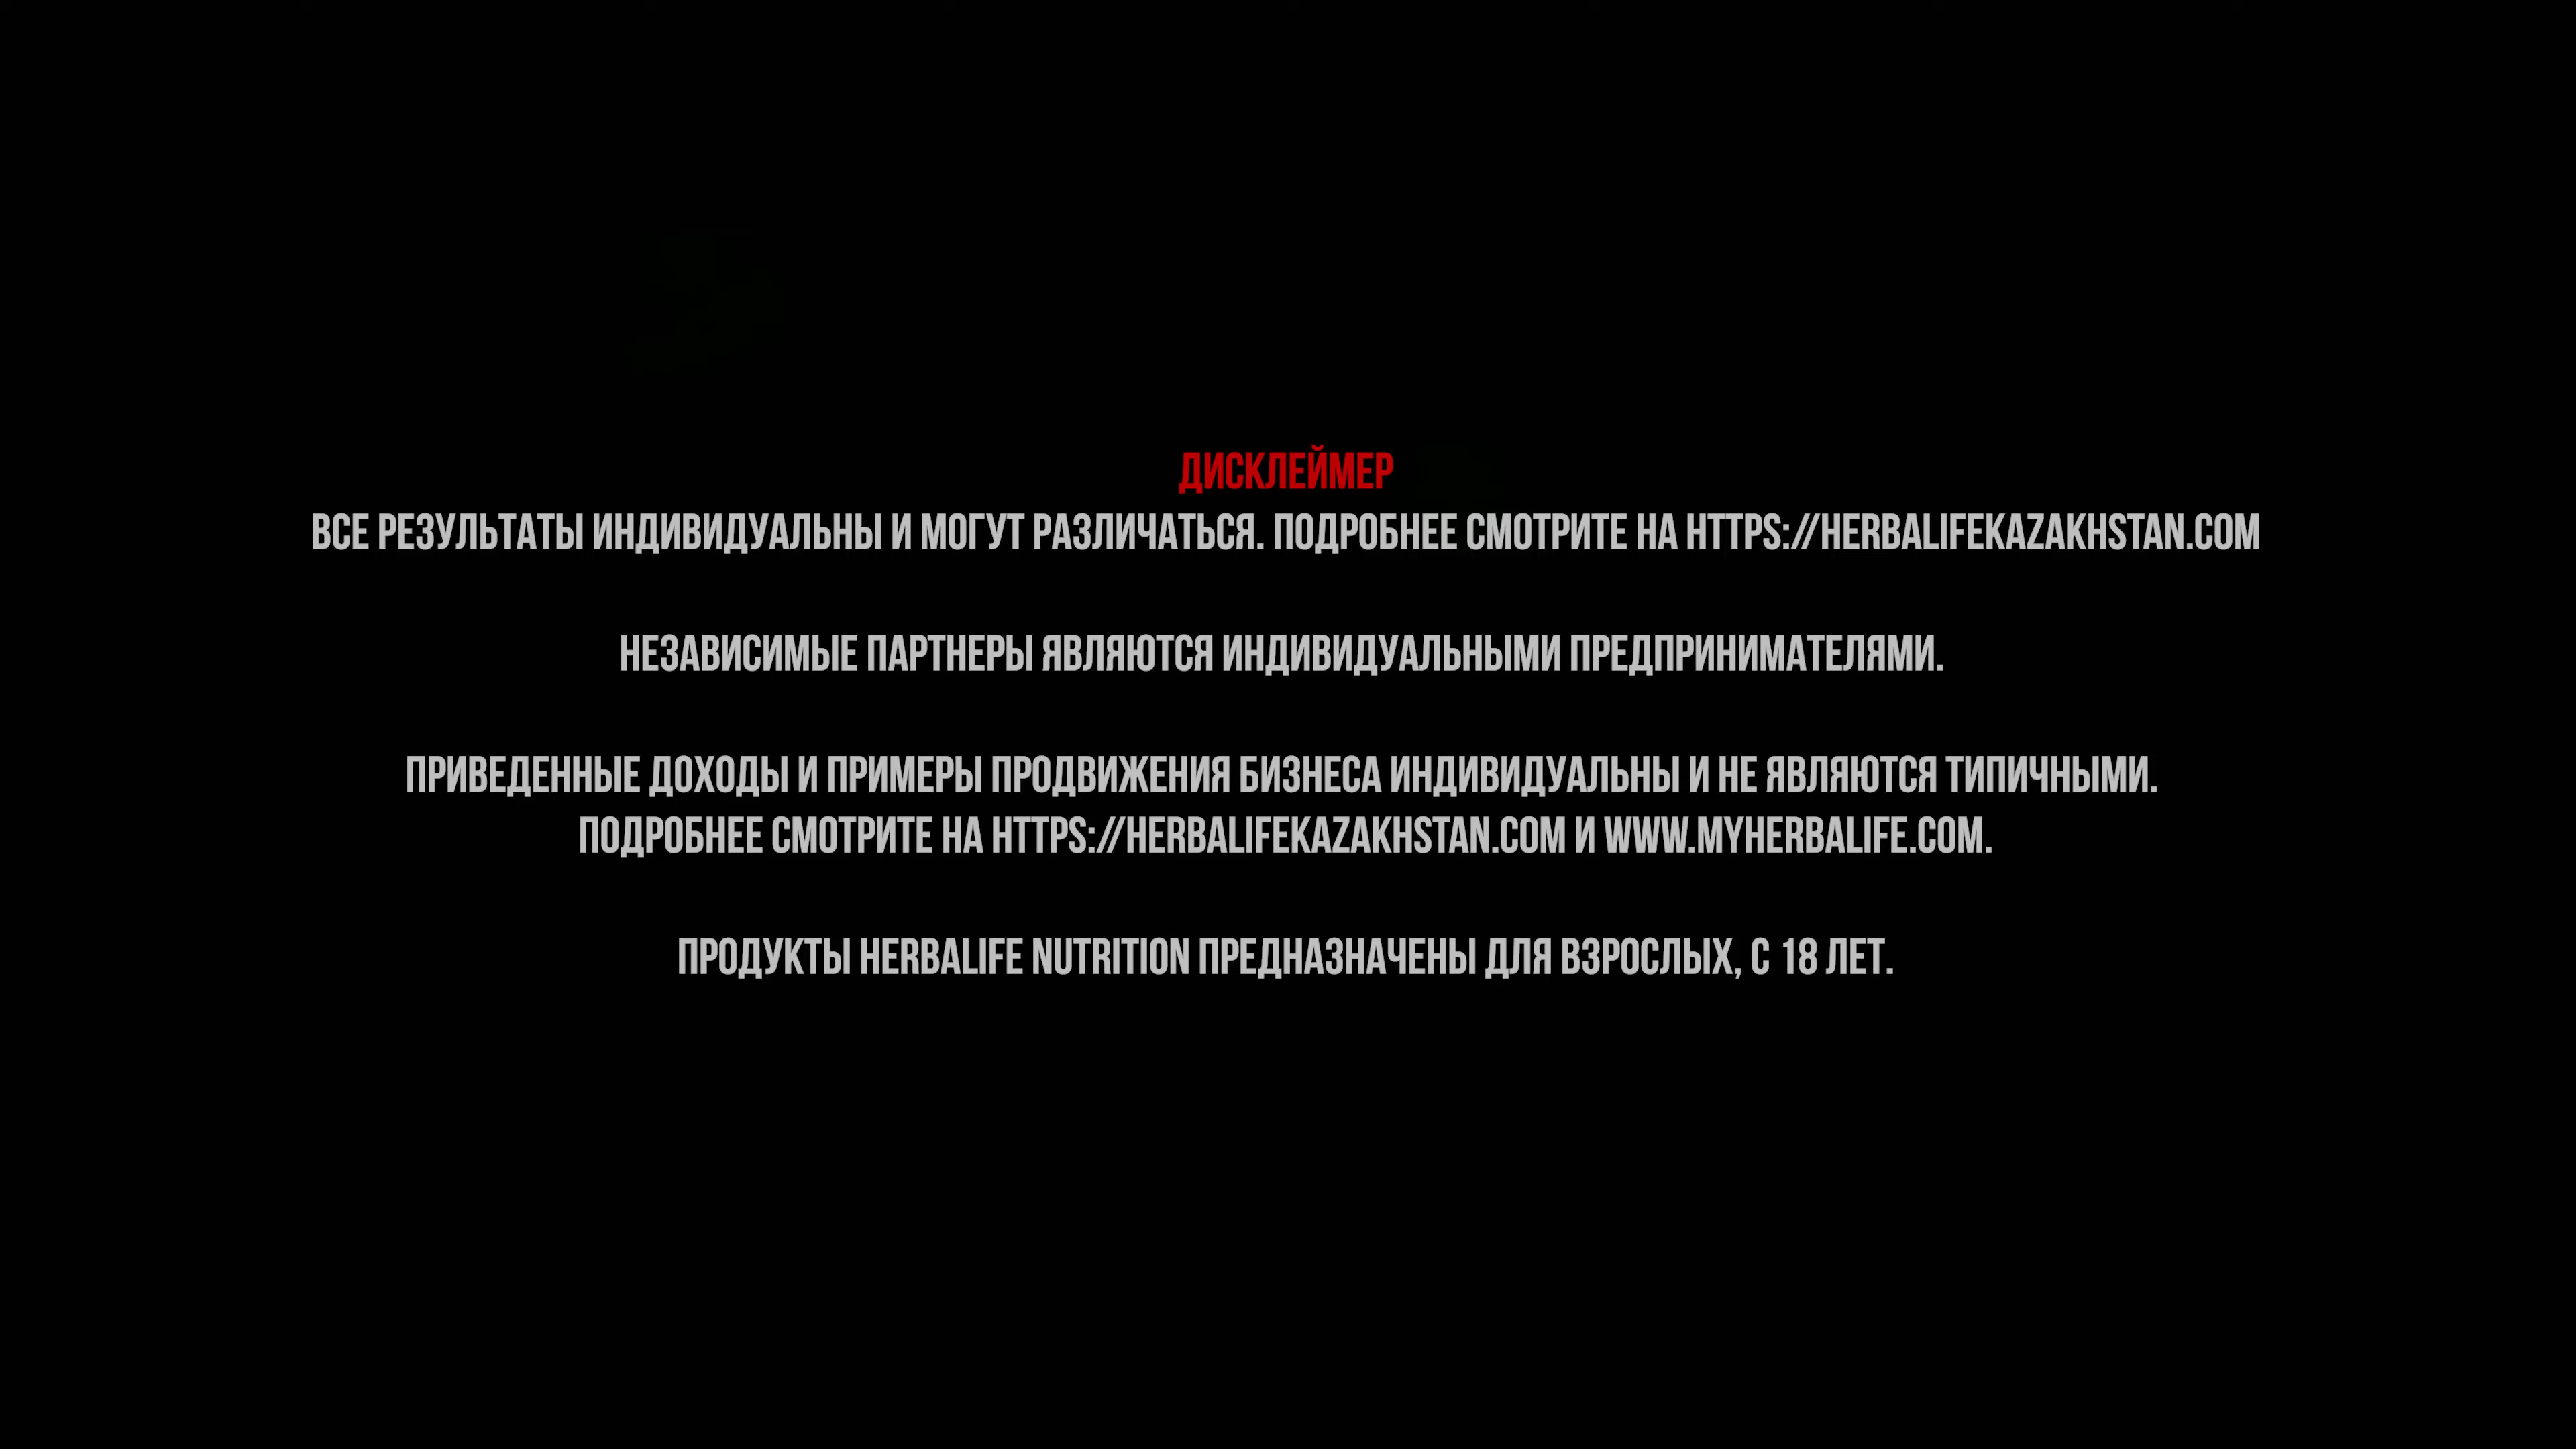 ДИСКЛЕЙМЕР
ВСЕ РЕЗУЛЬТАТЫ ИНДИВИДУАЛЬНЫ И МОГУТ РАЗЛИЧАТЬСЯ. ПОДРОБНЕЕ СМОТРИТЕ НА HTTPS://HERBALIFEKAZAKHSTAN.COM
НЕЗАВИСИМЫЕ ПАРТНЕРЫ ЯВЛЯЮТСЯ ИНДИВИДУАЛЬНЫМИ ПРЕДПРИНИМАТЕЛЯМИ.
ПРИВЕДЕННЫЕ ДОХОДЫ И ПРИМЕРЫ ПРОДВИЖЕНИЯ БИЗНЕСА ИНДИВИДУАЛЬНЫ И НЕ ЯВЛЯЮТСЯ ТИПИЧНЫМИ.
ПОДРОБНЕЕ СМОТРИТЕ НА HTTPS://HERBALIFEKAZAKHSTAN.COM И WWW.MYHERBALIFE.COM.
ПРОДУКТЫ HERBALIFE NUTRITION ПРЕДНАЗНАЧЕНЫ ДЛЯ ВЗРОСЛЫХ, С 18 ЛЕТ.